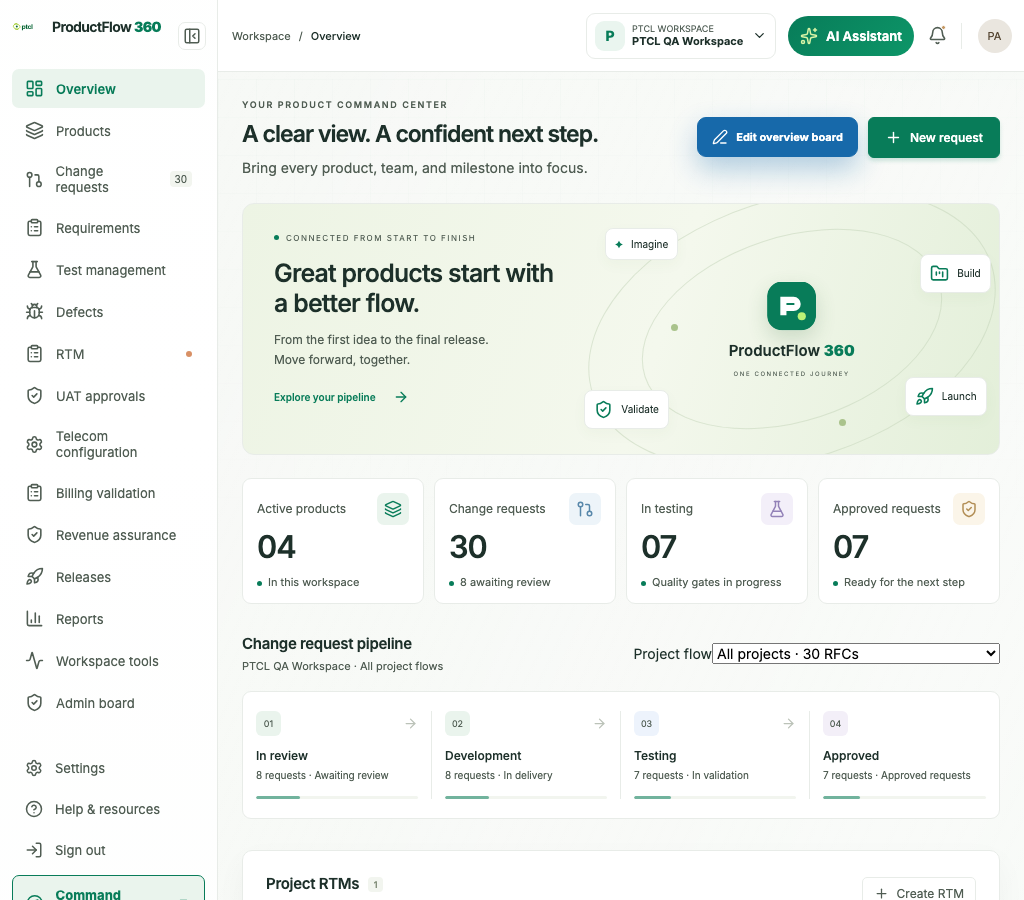 ptcl
ProductFlow 360
Overview
Products
Change requests
30
Requirements
Test management
Defects
RTM
UAT approvals
Telecom configuration
Billing validation
Revenue assurance
Releases
Reports
Workspace tools
Admin board
Settings
Help & resources
Sign out
Command
Workspace / Overview
P
PTCL WORKSPACE
PTCL QA Workspace
AI Assistant
PA
YOUR PRODUCT COMMAND CENTER
A clear view. A confident next step.
Bring every product, team, and milestone into focus.
Edit overview board
New request
CONNECTED FROM START TO FINISH
Great products start with
a better flow.
From the first idea to the final release.
Move forward, together.
Explore your pipeline
Imagine
Build
ProductFlow 360
ONE CONNECTED JOURNEY
Validate
Launch
Active products
04
In this workspace
Change requests
30
8 awaiting review
In testing
07
Quality gates in progress
Approved requests
07
Ready for the next step
Change request pipeline
PTCL QA Workspace · All project flows
Project flow
All projects · 30 RFCs
01
In review
8 requests · Awaiting review
02
Development
8 requests · In delivery
03
Testing
7 requests · In validation
04
Approved
7 requests · Approved requests
Project RTMs 1
Create RTM